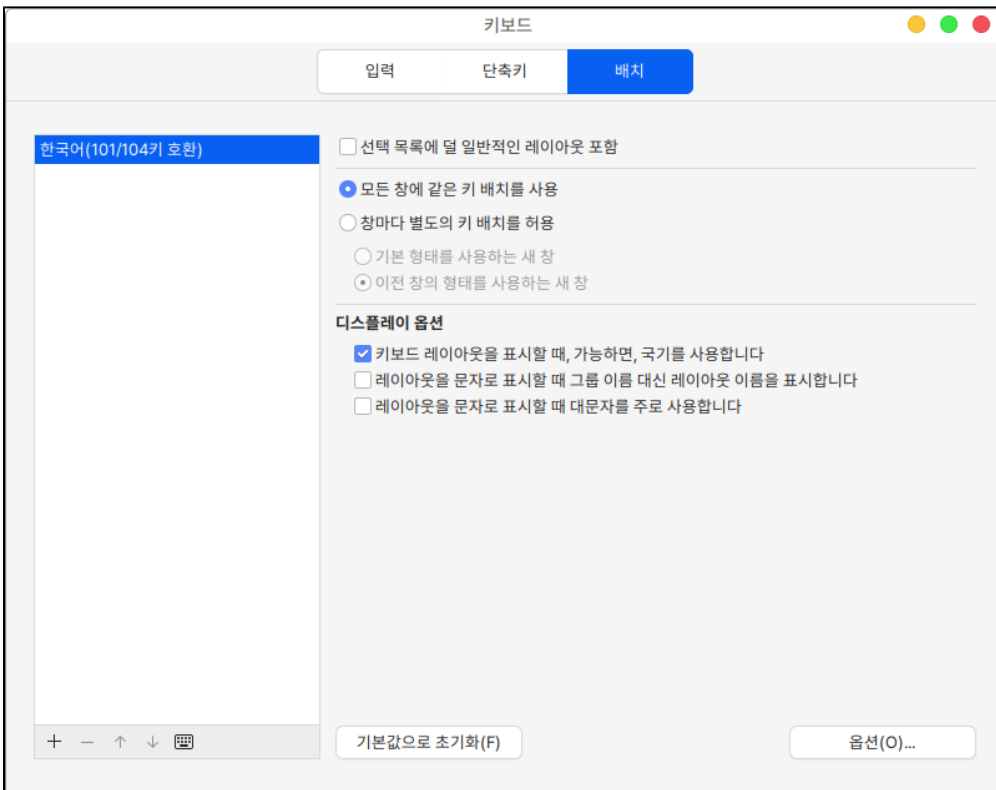 키보드
입력 단축키 배치
한국어(101/104키 호환)
선택 목록에 덜 일반적인 레이아웃 포함
모든 창에 같은 키 배치를 사용
창마다 별도의 키 배치를 허용
기본 형태를 사용하는 새 창
이전 창의 형태를 사용하는 새 창
디스플레이 옵션
키보드 레이아웃을 표시할 때, 가능하면, 국기를 사용합니다
레이아웃을 문자로 표시할 때 그룹 이름 대신 레이아웃 이름을 표시합니다
레이아웃을 문자로 표시할 때 대문자를 주로 사용합니다
기본값으로 초기화(F)
옵션(O)...